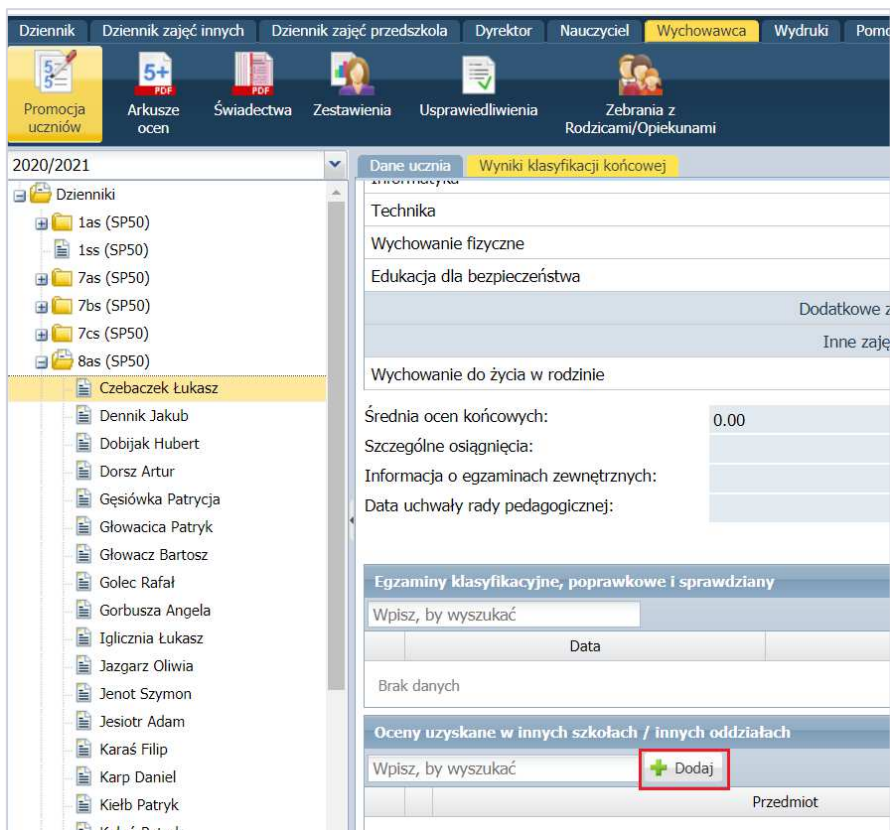 Dziennik Dziennik zajęć innych Dziennik zajęć przedszkola Dyrektor Nauczyciel Wychowawca Wydruki
Promocja uczniów
Arkusze ocen
Świadectwa
Zestawienia
Usprawiedliwienia
Zebrania z Rodzicami/Opiekunami
5+
PDF
PDF
2020/2021
Dzienniki
1as (SP50)
1ss (SP50)
7as (SP50)
7bs (SP50)
7cs (SP50)
8as (SP50)
Czebaczek Łukasz
Dennik Jakub
Dobijak Hubert
Dorsz Artur
Gęsiówka Patrycja
Głowacica Patryk
Głowacz Bartosz
Golec Rafał
Gorbusza Angela
Iglicznia Łukasz
Jazgarz Oliwia
Jenot Szymon
Jesiotr Adam
Karaś Filip
Karp Daniel
Kiełb Patryk
Dane ucznia Wyniki klasyfikacji końcowej
Technika
Wychowanie fizyczne
Edukacja dla bezpieczeństwa
Dodatkowe z
Inne zaję
Wychowanie do życia w rodzinie
Średnia ocen końcowych: 0.00
Szczególne osiągnięcia:
Informacja o egzaminach zewnętrznych:
Data uchwały rady pedagogicznej:
Egzaminy klasyfikacyjne, poprawkowe i sprawdziany
Wpisz, by wyszukać
Data
Brak danych
Oceny uzyskane w innych szkołach / innych oddziałach
Wpisz, by wyszukać Dodaj
Przedmiot